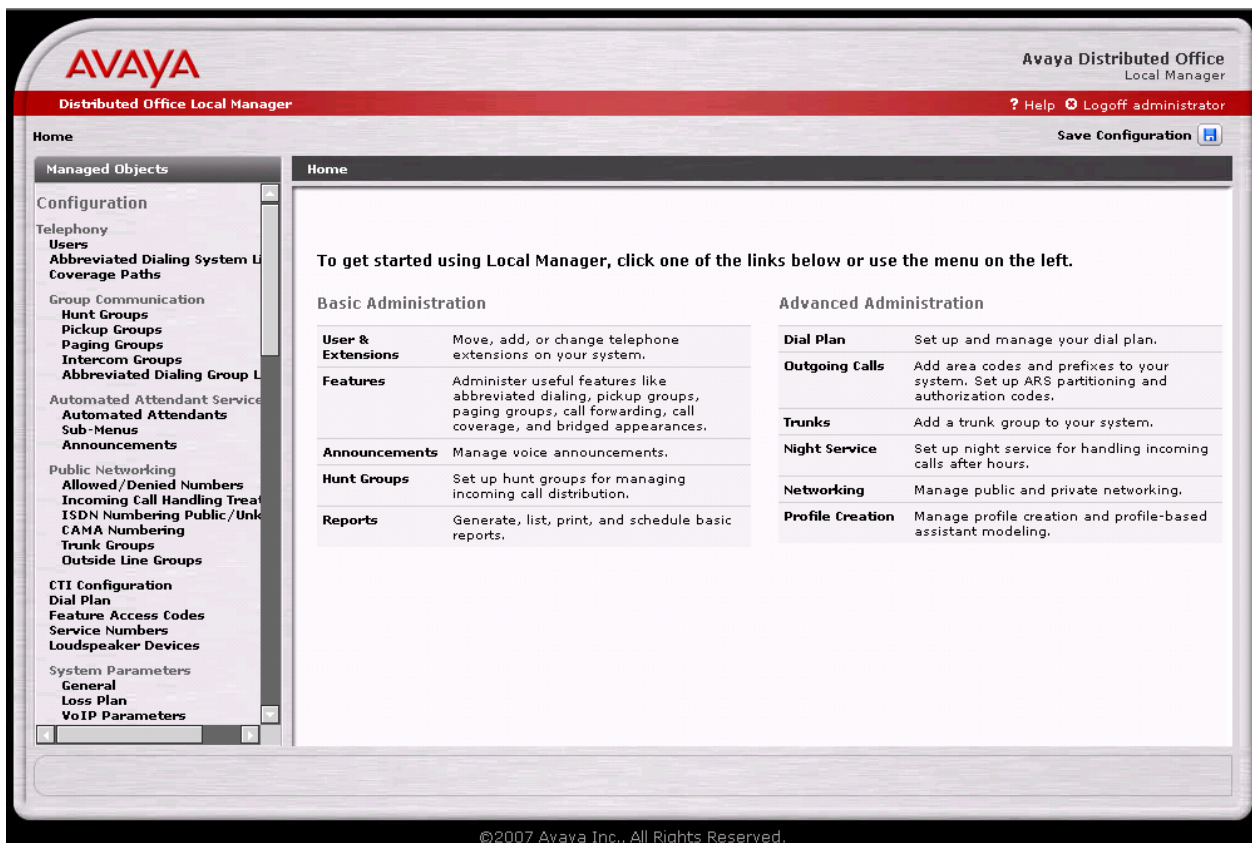 AVAYA
Avaya Distributed Office
Local Manager
Distributed Office Local Manager
? Help Logoff administrator
Home
Save Configuration
Managed Objects
Configuration
Telephony
Users
Abbreviated Dialing System Li
Coverage Paths
Group Communication
Hunt Groups
Pickup Groups
Paging Groups
Intercom Groups
Abbreviated Dialing Group L
Automated Attendant Service
Automated Attendants
Sub-Menus
Announcements
Public Networking
Allowed/Denied Numbers
Incoming Call Handling Treat
ISDN Numbering Public/Unk
CAMA Numbering
Trunk Groups
Outside Line Groups
CTI Configuration
Dial Plan
Feature Access Codes
Service Numbers
Loudspeaker Devices
System Parameters
General
Loss Plan
VoIP Parameters
Home
To get started using Local Manager, click one of the links below or use the menu on the left.
Basic Administration
User &
Extensions
Move, add, or change telephone
extensions on your system.
Features
Administer useful features like
abbreviated dialing, pickup groups,
paging groups, call forwarding, call
coverage, and bridged appearances.
Announcements
Manage voice announcements.
Hunt Groups
Set up hunt groups for managing
incoming call distribution.
Reports
Generate, list, print, and schedule basic
reports.
Advanced Administration
Dial Plan
Set up and manage your dial plan.
Outgoing Calls
Add area codes and prefixes to your
system. Set up ARS partitioning and
authorization codes.
Trunks
Add a trunk group to your system.
Night Service
Set up night service for handling incoming
calls after hours.
Networking
Manage public and private networking.
Profile Creation
Manage profile creation and profile-based
assistant modeling.
©2007 Avaya Inc., All Rights Reserved.